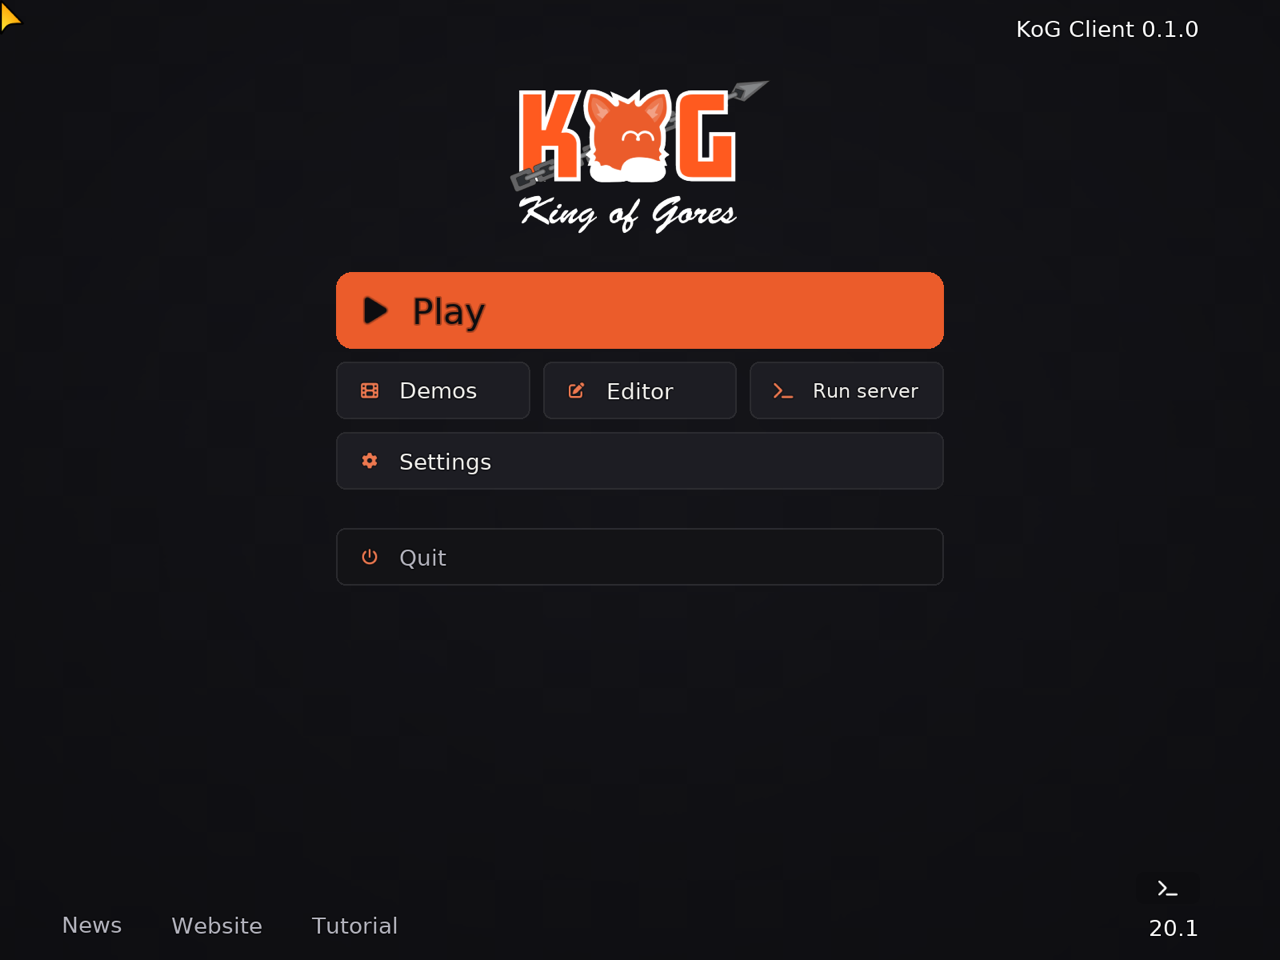 KoG Client 0.1.0
KOG
King of Gores
Play
Demos
Editor
Run server
Settings
Quit
News
Website
Tutorial
20.1